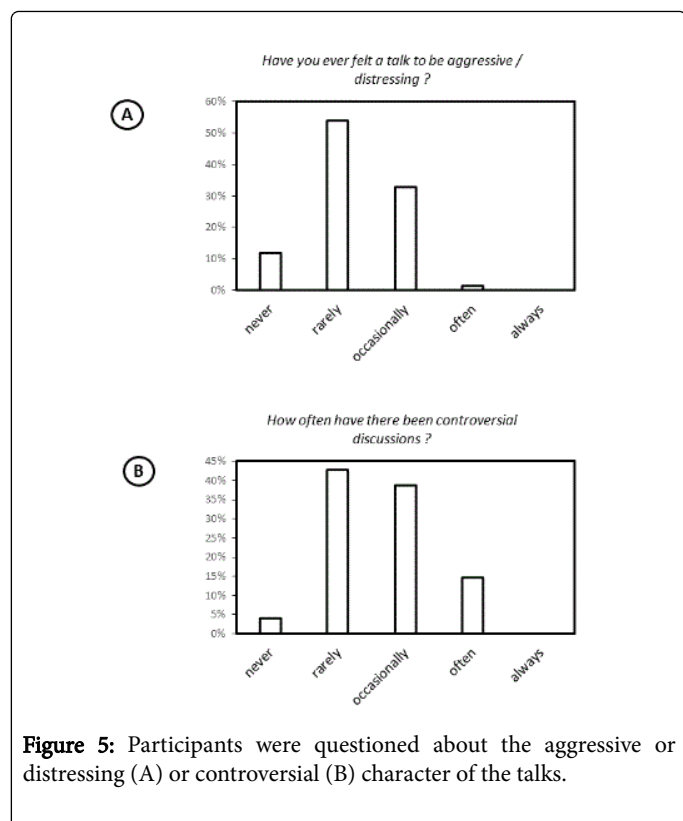 Have you ever felt a talk to be aggressive /
distressing ?
A
60%
50%
40%
30%
20%
10%
0%
never
rarely
occasionally
often
always
How often have there been controversial
discussions ?
B
45%
40%
35%
30%
25%
20%
15%
10%
5%
0%
never
rarely
occasionally
often
always
Figure 5: Participants were questioned about the aggressive or
distressing (A) or controversial (B) character of the talks.